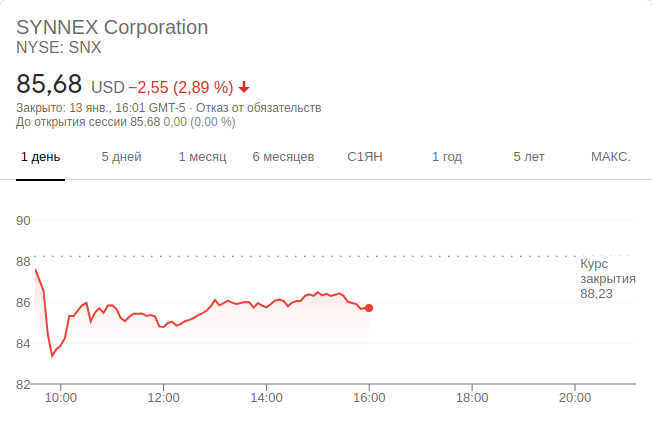 SYNNEX Corporation
NYSE: SNX
85,68 USD −2,55 (2,89 %)
Закрыто: 13 янв., 16:01 GMT-5 · Отказ от обязательств
До открытия сессии 85,68 0,00 (0,00 %)
1 день 5 дней 1 месяц 6 месяцев С1ЯН 1 год 5 лет МАКС.
90
88
86
84
82
Курс
закрытия
88,23
10:00 12:00 14:00 16:00 18:00 20:00